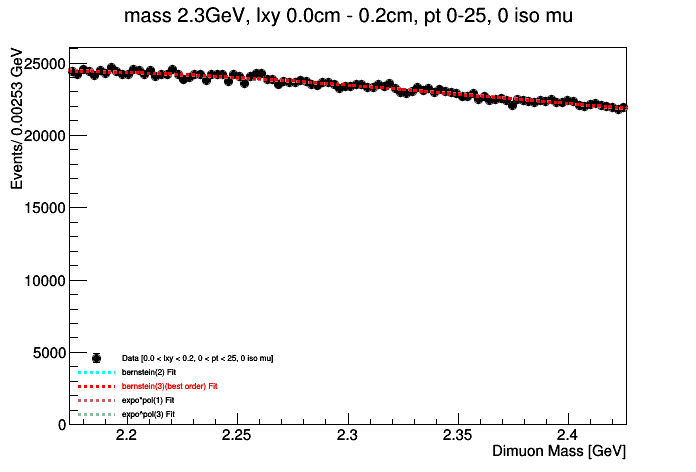 mass 2.3GeV, lxy 0.0cm - 0.2cm, pt 0-25, 0 iso mu
Events/ 0.00253 GeV
25000
20000
15000
10000
5000
0
Data [0.0 < lxy < 0.2, 0 < pt < 25, 0 iso mu]
bernstein(2) Fit
bernstein(3)(best order) Fit
expo*pol(1) Fit
expo*pol(3) Fit
2.2 2.25 2.3 2.35 2.4
Dimuon Mass [GeV]